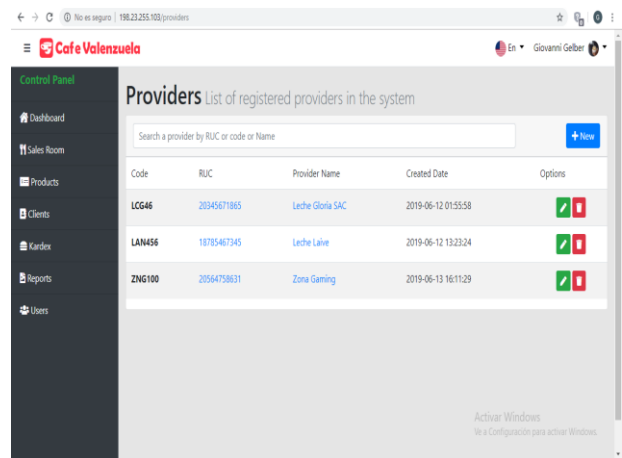 No es seguro | 198.23.255.103/providers
Cafe Valenzuela
En
Giovanni Gelber
Control Panel
Dashboard
Sales Room
Products
Clients
Kardex
Reports
Users
Providers List of registered providers in the system
Search a provider by RUC or code or Name
New
Code RUC Provider Name Created Date Options
LCG46 20345671865 Leche Gloria SAC 2019-06-12 01:55:58
LAN456 18785467345 Leche Laive 2019-06-12 13:23:24
ZNG100 20564758631 Zona Gaming 2019-06-13 16:11:29
Activar Windows
Ve a Configuración para activar Windows.